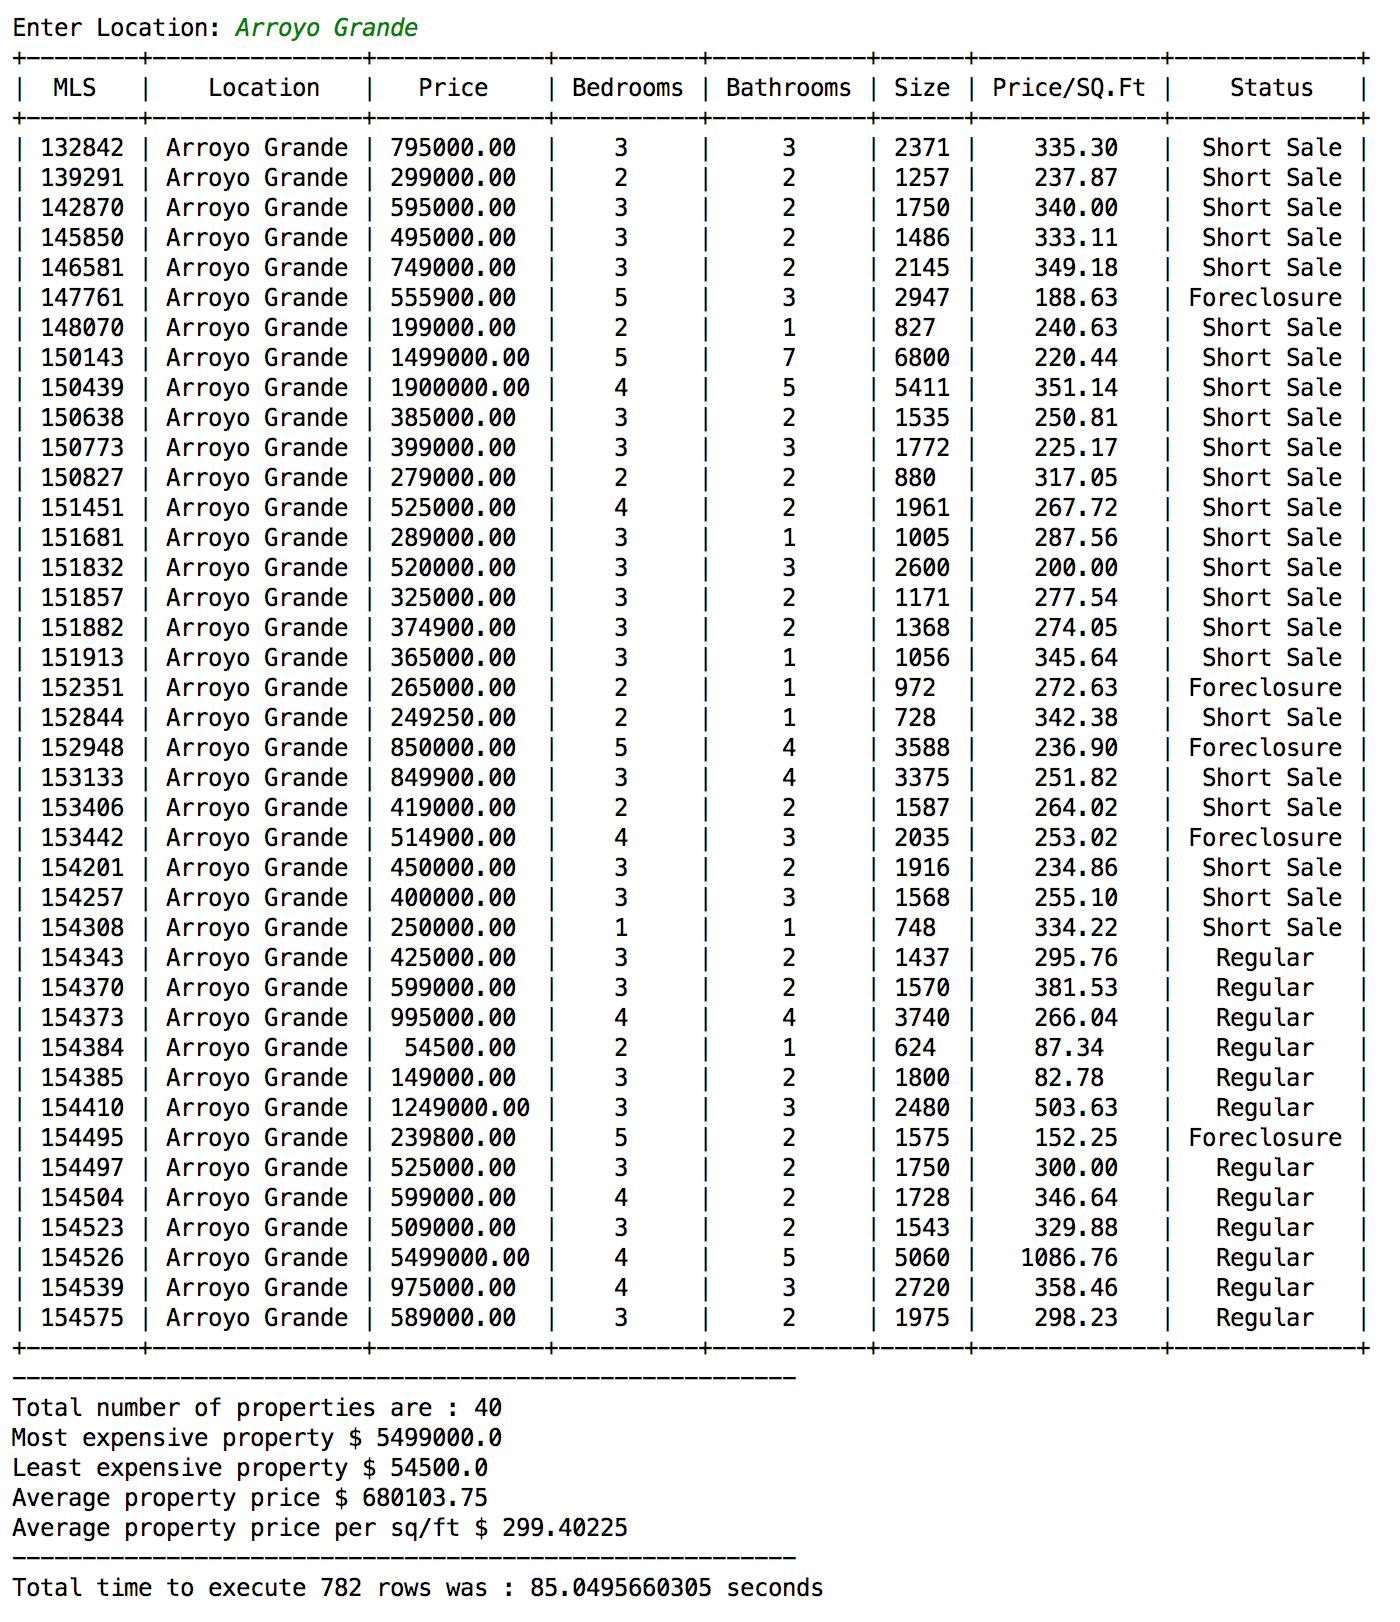 Enter Location: Arroyo Grande
+--------+---------------+-------------+-----------+------------+------+-------------+-------------+
|  MLS   |    Location    |    Price    | Bedrooms | Bathrooms | Size | Price/SQ.Ft |    Status    |
+--------+---------------+-------------+-----------+------------+------+-------------+-------------+
| 132842 | Arroyo Grande | 795000.00 | 3 | 3 | 2371 | 335.30 | Short Sale |
| 139291 | Arroyo Grande | 299000.00 | 2 | 2 | 1257 | 237.87 | Short Sale |
| 142870 | Arroyo Grande | 595000.00 | 3 | 2 | 1750 | 340.00 | Short Sale |
| 145850 | Arroyo Grande | 495000.00 | 3 | 2 | 1486 | 333.11 | Short Sale |
| 146581 | Arroyo Grande | 749000.00 | 3 | 2 | 2145 | 349.18 | Short Sale |
| 147761 | Arroyo Grande | 555900.00 | 5 | 3 | 2947 | 188.63 | Foreclosure |
| 148070 | Arroyo Grande | 199000.00 | 2 | 1 | 827 | 240.63 | Short Sale |
| 150143 | Arroyo Grande | 1499000.00 | 5 | 7 | 6800 | 220.44 | Short Sale |
| 150439 | Arroyo Grande | 1900000.00 | 4 | 5 | 5411 | 351.14 | Short Sale |
| 150638 | Arroyo Grande | 385000.00 | 3 | 2 | 1535 | 250.81 | Short Sale |
| 150773 | Arroyo Grande | 399000.00 | 3 | 3 | 1772 | 225.17 | Short Sale |
| 150827 | Arroyo Grande | 279000.00 | 2 | 2 | 880 | 317.05 | Short Sale |
| 151451 | Arroyo Grande | 525000.00 | 4 | 2 | 1961 | 267.72 | Short Sale |
| 151681 | Arroyo Grande | 289000.00 | 3 | 1 | 1005 | 287.56 | Short Sale |
| 151832 | Arroyo Grande | 520000.00 | 3 | 3 | 2600 | 200.00 | Short Sale |
| 151857 | Arroyo Grande | 325000.00 | 3 | 2 | 1171 | 277.54 | Short Sale |
| 151882 | Arroyo Grande | 374900.00 | 3 | 2 | 1368 | 274.05 | Short Sale |
| 151913 | Arroyo Grande | 365000.00 | 3 | 1 | 1056 | 345.64 | Short Sale |
| 152351 | Arroyo Grande | 265000.00 | 2 | 1 | 972 | 272.63 | Foreclosure |
| 152844 | Arroyo Grande | 249250.00 | 2 | 1 | 728 | 342.38 | Short Sale |
| 152948 | Arroyo Grande | 850000.00 | 5 | 4 | 3588 | 236.90 | Foreclosure |
| 153133 | Arroyo Grande | 849900.00 | 3 | 4 | 3375 | 251.82 | Short Sale |
| 153406 | Arroyo Grande | 419000.00 | 2 | 2 | 1587 | 264.02 | Short Sale |
| 153442 | Arroyo Grande | 514900.00 | 4 | 3 | 2035 | 253.02 | Foreclosure |
| 154201 | Arroyo Grande | 450000.00 | 3 | 2 | 1916 | 234.86 | Short Sale |
| 154257 | Arroyo Grande | 400000.00 | 3 | 3 | 1568 | 255.10 | Short Sale |
| 154308 | Arroyo Grande | 250000.00 | 1 | 1 | 748 | 334.22 | Short Sale |
| 154343 | Arroyo Grande | 425000.00 | 3 | 2 | 1437 | 295.76 | Regular |
| 154370 | Arroyo Grande | 599000.00 | 3 | 2 | 1570 | 381.53 | Regular |
| 154373 | Arroyo Grande | 995000.00 | 4 | 4 | 3740 | 266.04 | Regular |
| 154384 | Arroyo Grande | 54500.00 | 2 | 1 | 624 | 87.34 | Regular |
| 154385 | Arroyo Grande | 149000.00 | 3 | 2 | 1800 | 82.78 | Regular |
| 154410 | Arroyo Grande | 1249000.00 | 3 | 3 | 2480 | 503.63 | Regular |
| 154495 | Arroyo Grande | 239800.00 | 5 | 2 | 1575 | 152.25 | Foreclosure |
| 154497 | Arroyo Grande | 525000.00 | 3 | 2 | 1750 | 300.00 | Regular |
| 154504 | Arroyo Grande | 599000.00 | 4 | 2 | 1728 | 346.64 | Regular |
| 154523 | Arroyo Grande | 509000.00 | 3 | 2 | 1543 | 329.88 | Regular |
| 154526 | Arroyo Grande | 5499000.00 | 4 | 5 | 5060 | 1086.76 | Regular |
| 154539 | Arroyo Grande | 975000.00 | 4 | 3 | 2720 | 358.46 | Regular |
| 154575 | Arroyo Grande | 589000.00 | 3 | 2 | 1975 | 298.23 | Regular |
+--------+---------------+-------------+-----------+------------+------+-------------+-------------+
--------------------------------------------------------
Total number of properties are : 40
Most expensive property $ 5499000.0
Least expensive property $ 54500.0
Average property price $ 680103.75
Average property price per sq/ft $ 299.40225
--------------------------------------------------------
Total time to execute 782 rows was : 85.0495660305 seconds